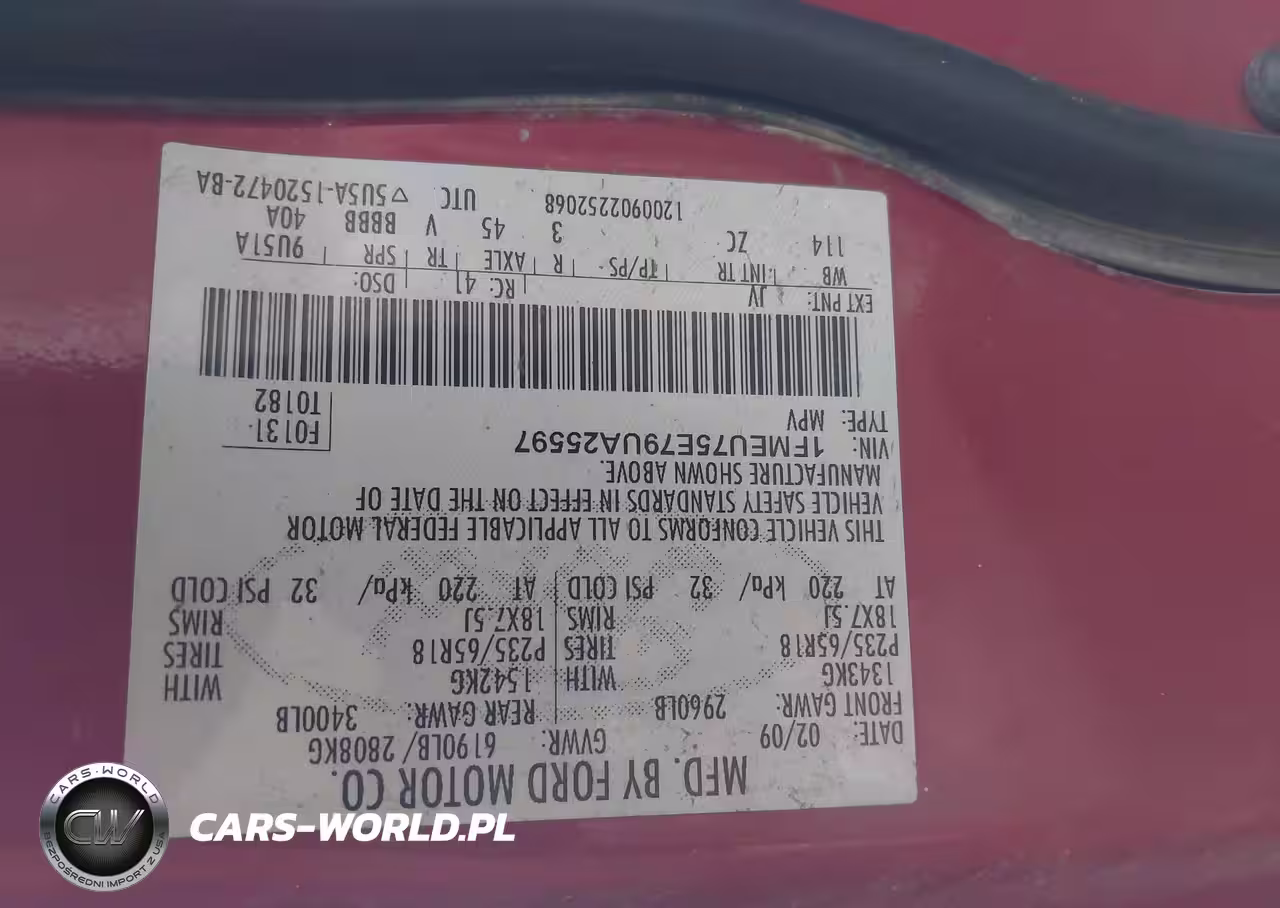 MFD. BY FORD MOTOR CO.
DATE: 02/09 GVWR: 6190LB/ 2808KG
FRONT GAWR: 2960LB REAR GAWR: 3400LB
1343KG WITH 1542KG WITH
P235/65R18 TIRES P235/65R18 TIRES
18X7.5J RIMS 18X7.5J RIMS
AT 220 kPa/ 32 PSI COLD AT 220 kPa/ 32 PSI COLD
THIS VEHICLE CONFORMS TO ALL APPLICABLE FEDERAL MOTOR
VEHICLE SAFETY STANDARDS IN EFFECT ON THE DATE OF
MANUFACTURE SHOWN ABOVE.
VIN: 1FMEU75E79UA25597 F0131
TYPE: MPV T0182
EXT PNT: JV RC: 41 DSO:
WB INT TR TP/PS R AXLE TR SPR 9U51A
114 ZC 3 45 V BBBB 40A
1200902252068 UTC ▽ 5U5A-1520472-BA
CARS-WORLD
CW
BEZPOŚREDNI IMPORT Z USA
CARS-WORLD.PL